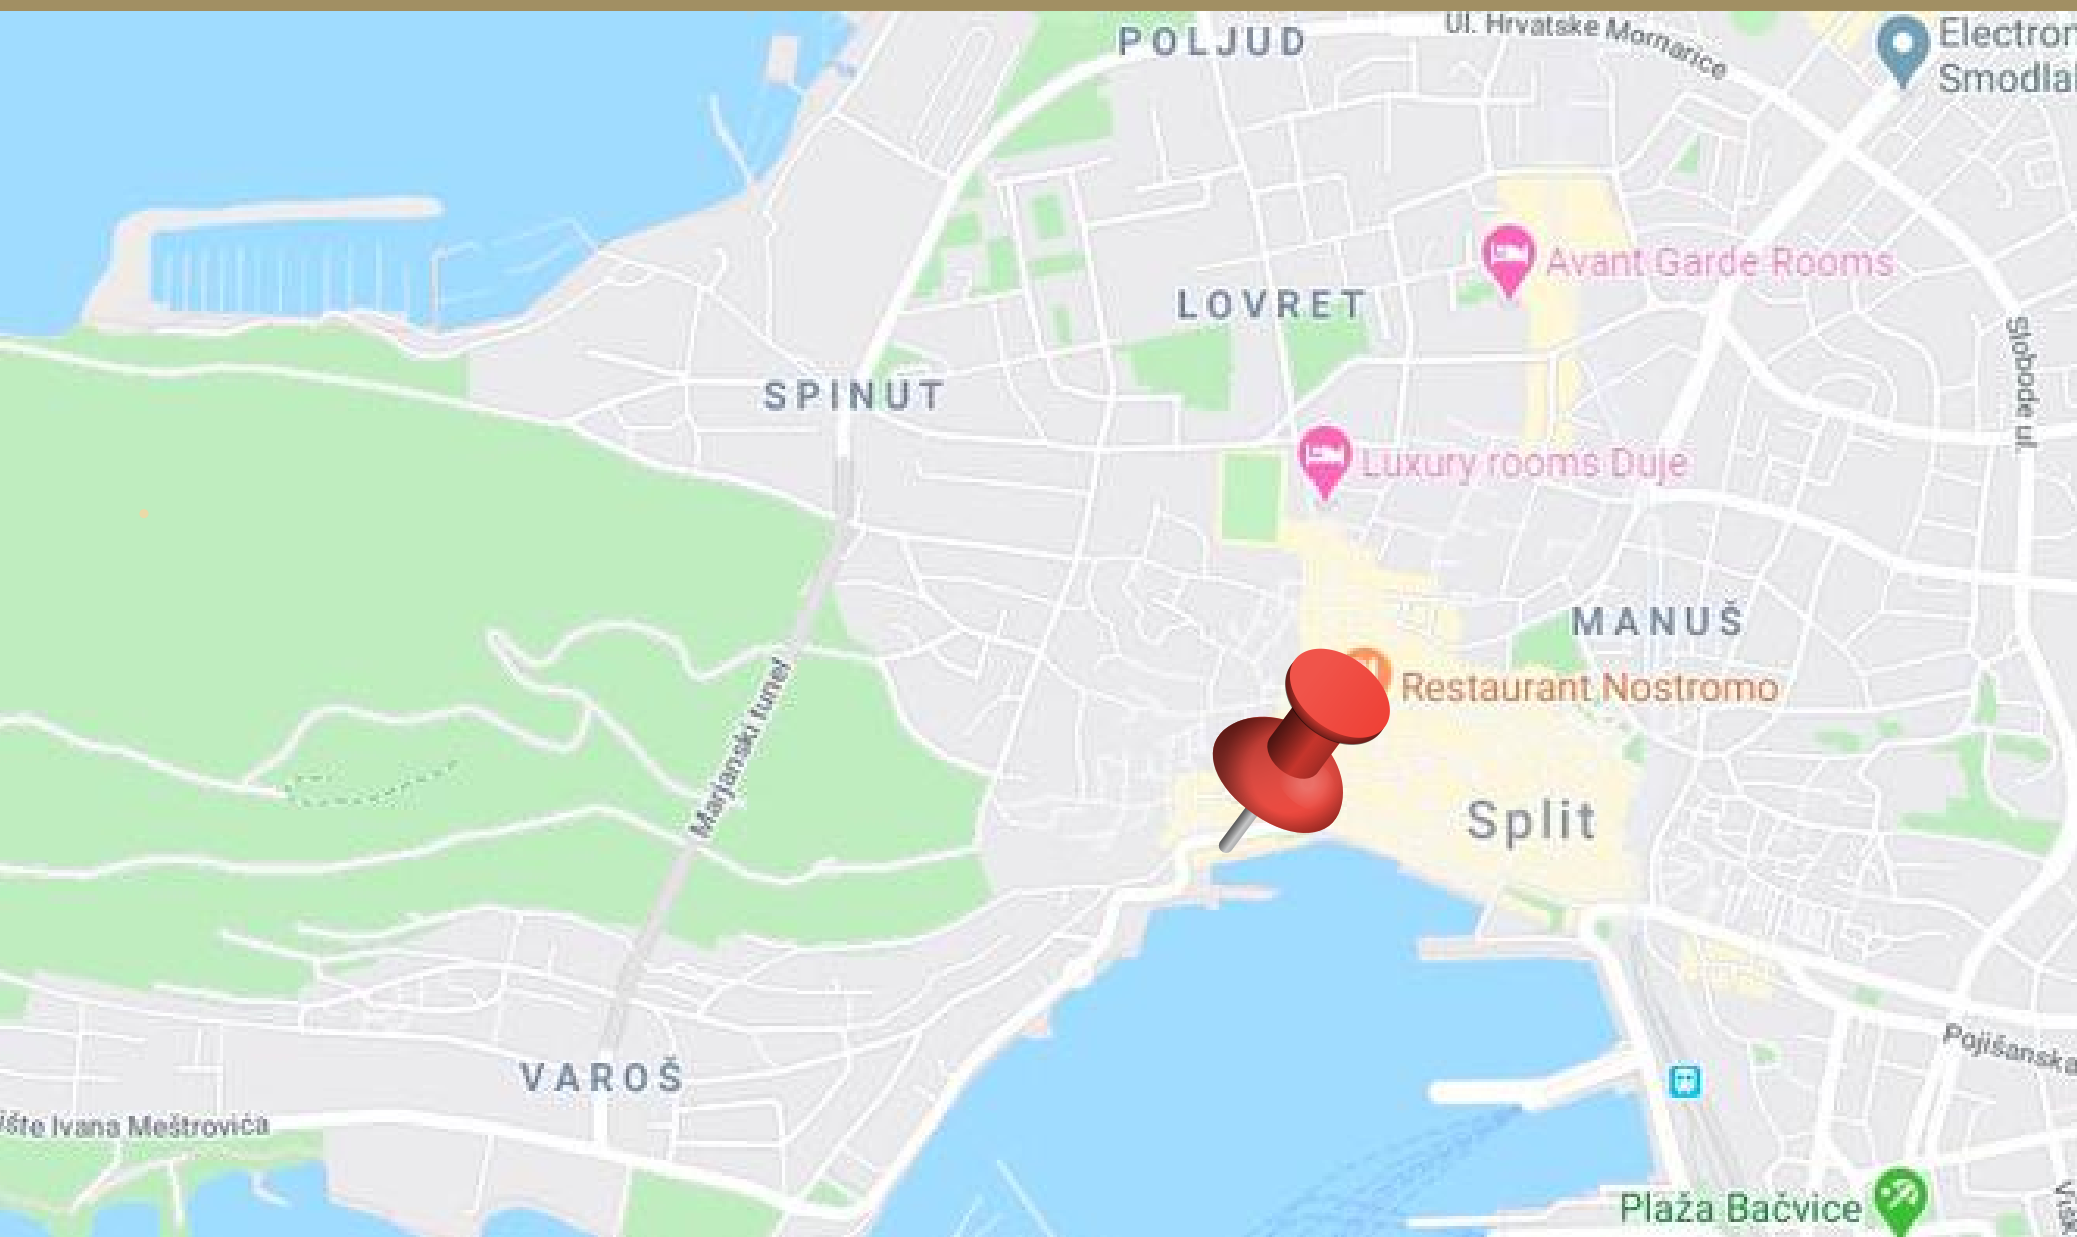 POLJUD
Ul. Hrvatske Mornarice
Electron
Smodlal
Avant Garde Rooms
LOVRET
Slobode ul.
SPINUT
Luxury rooms Duje
MANUŠ
Restaurant Nostromo
Marjanski tunel
Split
VAROŠ
Pojišanska
ište Ivana Meštrovića
Plaža Bačvice